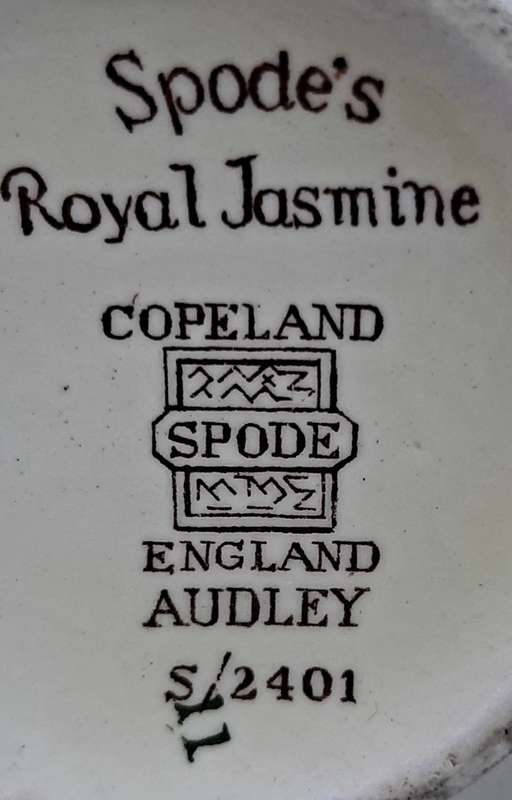 Spode's
Royal Jasmine
COPELAND
SPODE
ENGLAND
AUDLEY
S/2401